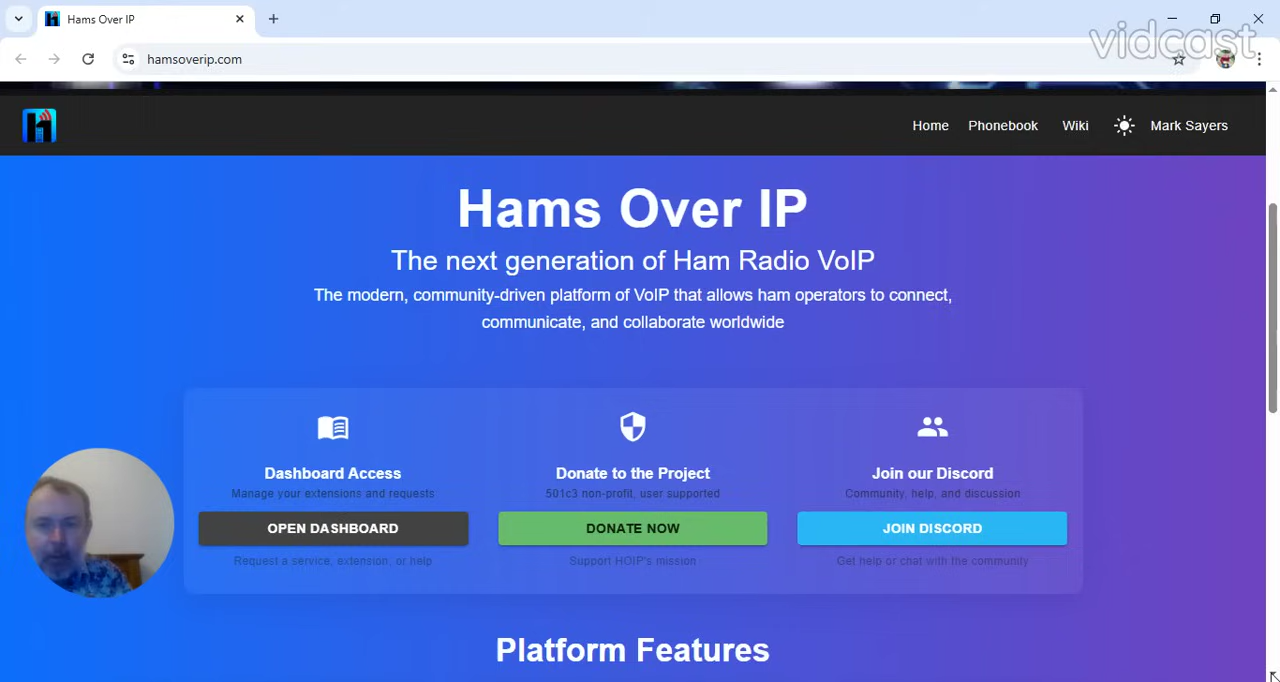 Hams Over IP
vidcast
hamsoverip.com
Home Phonebook Wiki Mark Sayers
Hams Over IP
The next generation of Ham Radio VoIP
The modern, community-driven platform of VoIP that allows ham operators to connect,
communicate, and collaborate worldwide
Dashboard Access
Manage your extensions and requests
OPEN DASHBOARD
Request a service, extension, or help
Donate to the Project
501c3 non-profit, user supported
DONATE NOW
Support HOIP's mission
Join our Discord
Community, help, and discussion
JOIN DISCORD
Get help or chat with the community
Platform Features